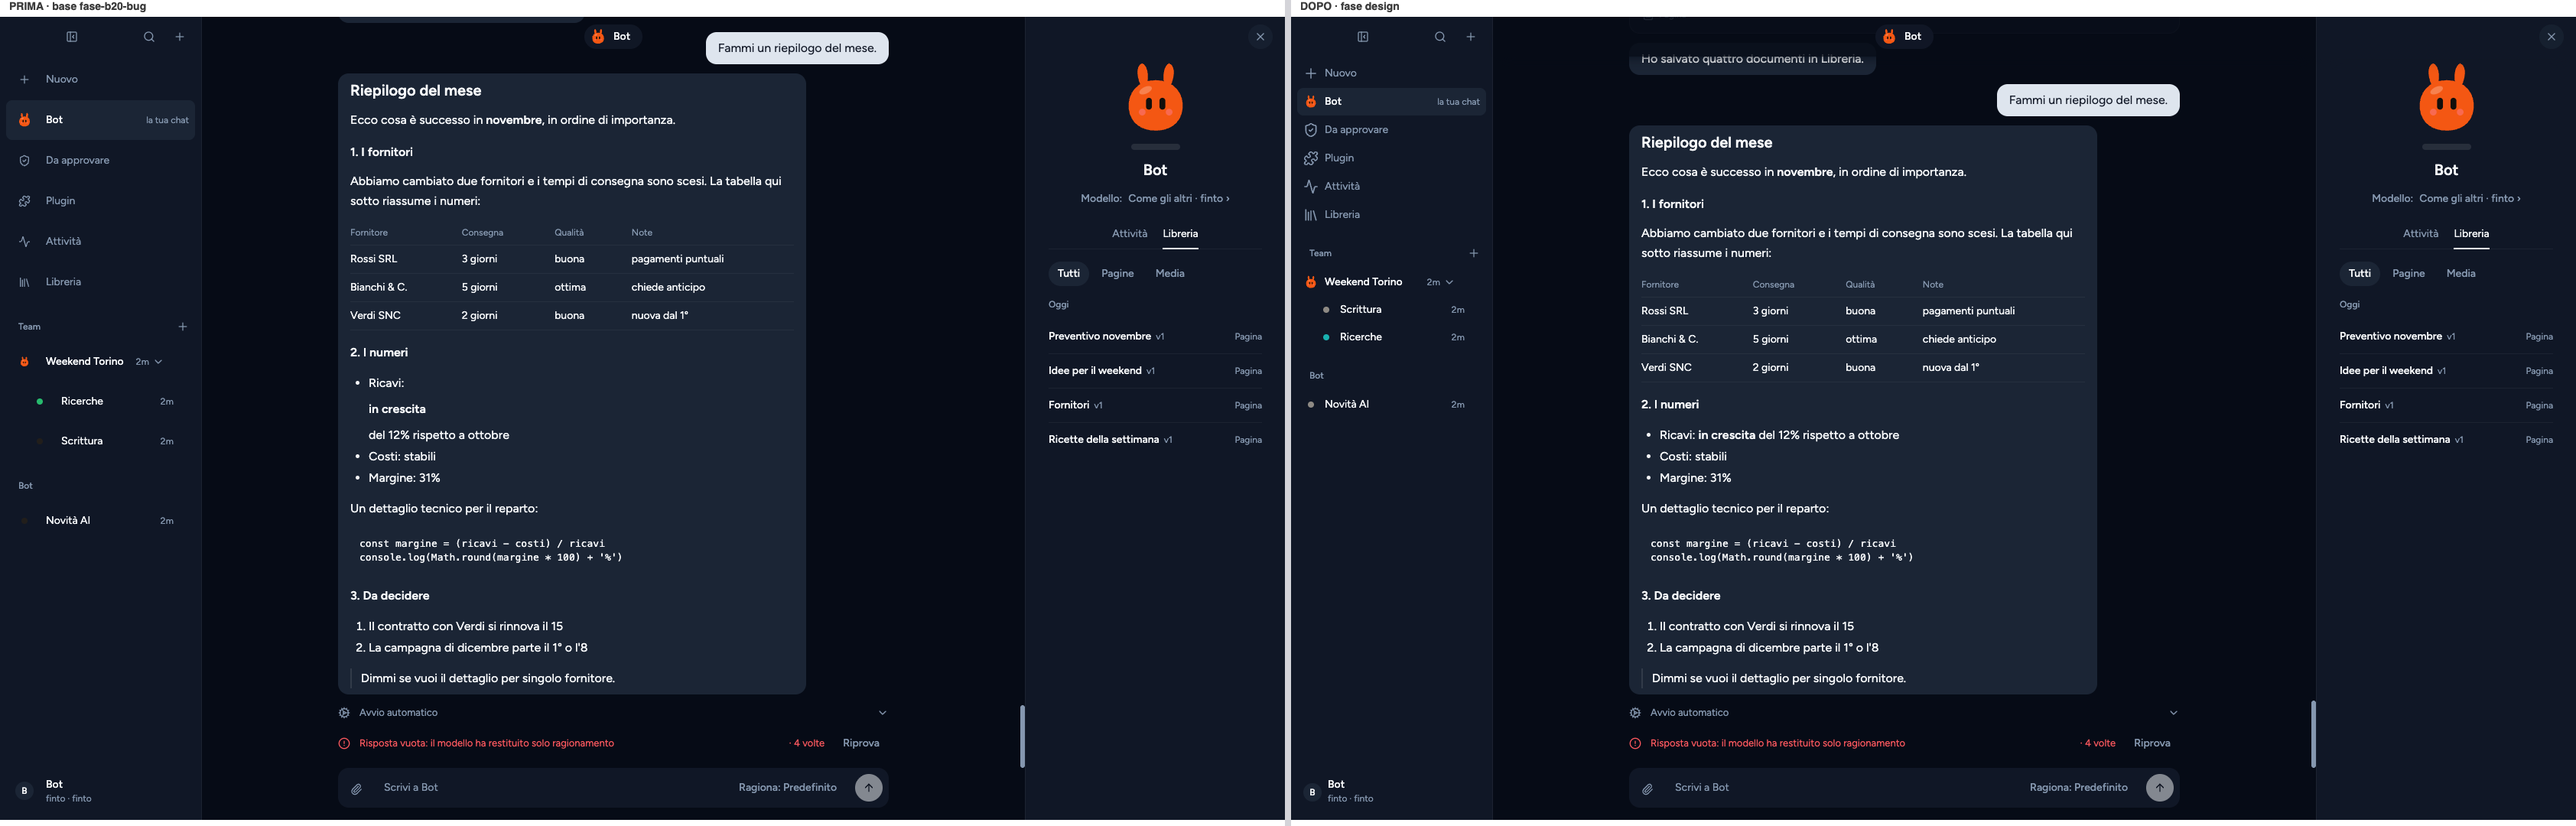 PRIMA · base fase-b20-bug
Nuovo
Bot la tua chat
Da approvare
Plugin
Attività
Libreria
Team
Weekend Torino 2m
Ricerche 2m
Scrittura 2m
Bot
Novità AI 2m
B
Bot
finto · finto
Bot
Fammi un riepilogo del mese.
Riepilogo del mese
Ecco cosa è successo in novembre, in ordine di importanza.
1. I fornitori
Abbiamo cambiato due fornitori e i tempi di consegna sono scesi. La tabella qui
sotto riassume i numeri:
Fornitore Consegna Qualità Note
Rossi SRL 3 giorni buona pagamenti puntuali
Bianchi & C. 5 giorni ottima chiede anticipo
Verdi SNC 2 giorni buona nuova dal 1°
2. I numeri
• Ricavi:
in crescita
del 12% rispetto a ottobre
• Costi: stabili
• Margine: 31%
Un dettaglio tecnico per il reparto:
const margine = (ricavi − costi) / ricavi
console.log(Math.round(margine * 100) + '%')
3. Da decidere
1. Il contratto con Verdi si rinnova il 15
2. La campagna di dicembre parte il 1° o l'8
Dimmi se vuoi il dettaglio per singolo fornitore.
Avvio automatico
Risposta vuota: il modello ha restituito solo ragionamento · 4 volte Riprova
Scrivi a Bot Ragiona: Predefinito
Bot
Modello: Come gli altri · finto ›
Attività Libreria
Tutti Pagine Media
Oggi
Preventivo novembre v1 Pagina
Idee per il weekend v1 Pagina
Fornitori v1 Pagina
Ricette della settimana v1 Pagina
DOPO · fase design
Nuovo
Bot la tua chat
Da approvare
Plugin
Attività
Libreria
Team
Weekend Torino 2m
Scrittura 2m
Ricerche 2m
Bot
Novità AI 2m
B
Bot
finto · finto
Bot
Ho salvato quattro documenti in Libreria.
Fammi un riepilogo del mese.
Riepilogo del mese
Ecco cosa è successo in novembre, in ordine di importanza.
1. I fornitori
Abbiamo cambiato due fornitori e i tempi di consegna sono scesi. La tabella qui
sotto riassume i numeri:
Fornitore Consegna Qualità Note
Rossi SRL 3 giorni buona pagamenti puntuali
Bianchi & C. 5 giorni ottima chiede anticipo
Verdi SNC 2 giorni buona nuova dal 1°
2. I numeri
• Ricavi: in crescita del 12% rispetto a ottobre
• Costi: stabili
• Margine: 31%
Un dettaglio tecnico per il reparto:
const margine = (ricavi − costi) / ricavi
console.log(Math.round(margine * 100) + '%')
3. Da decidere
1. Il contratto con Verdi si rinnova il 15
2. La campagna di dicembre parte il 1° o l'8
Dimmi se vuoi il dettaglio per singolo fornitore.
Avvio automatico
Risposta vuota: il modello ha restituito solo ragionamento · 4 volte Riprova
Scrivi a Bot Ragiona: Predefinito
Bot
Modello: Come gli altri · finto ›
Attività Libreria
Tutti Pagine Media
Oggi
Preventivo novembre v1 Pagina
Idee per il weekend v1 Pagina
Fornitori v1 Pagina
Ricette della settimana v1 Pagina